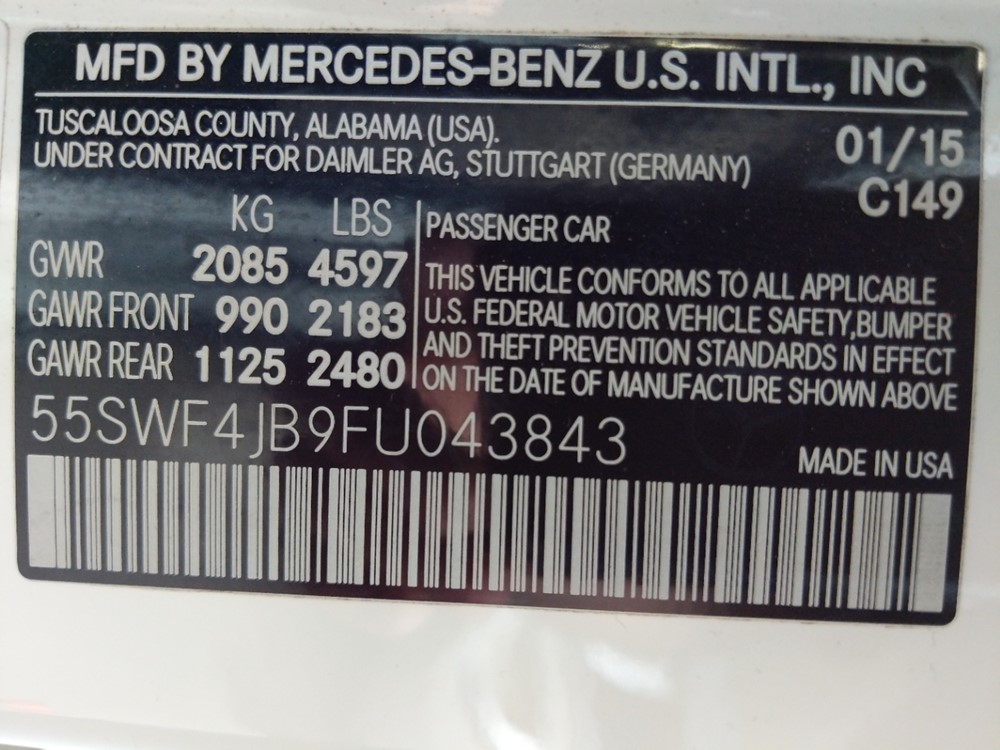 MFD BY MERCEDES-BENZ U.S. INTL., INC
TUSCALOOSA COUNTY, ALABAMA (USA).
UNDER CONTRACT FOR DAIMLER AG, STUTTGART (GERMANY)
01/15
C149
KG LBS
GVWR 2085 4597
GAWR FRONT 990 2183
GAWR REAR 1125 2480
PASSENGER CAR
THIS VEHICLE CONFORMS TO ALL APPLICABLE
U.S. FEDERAL MOTOR VEHICLE SAFETY,BUMPER
AND THEFT PREVENTION STANDARDS IN EFFECT
ON THE DATE OF MANUFACTURE SHOWN ABOVE
55SWF4JB9FU043843
MADE IN USA